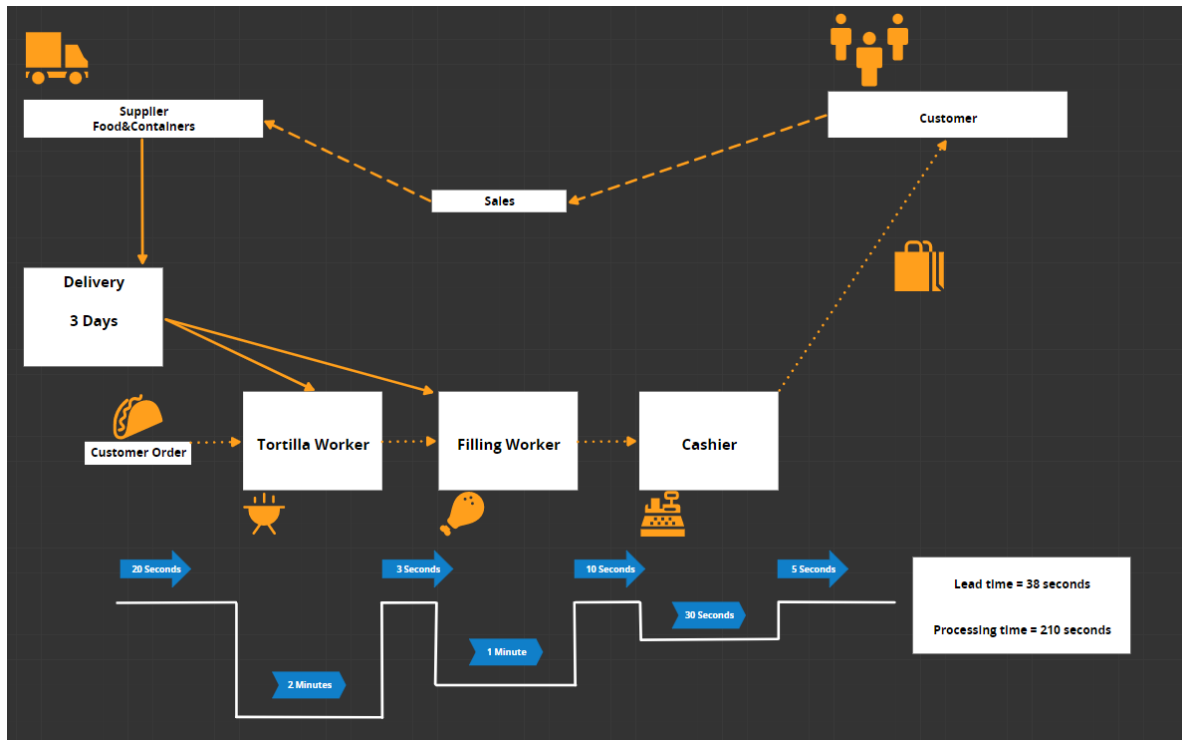 Supplier
Food&Containers
Customer
Sales
Delivery
3 Days
Customer Order
Tortilla Worker
Filling Worker
Cashier
20 Seconds
3 Seconds
10 Seconds
5 Seconds
2 Minutes
1 Minute
30 Seconds
Lead time = 38 seconds
Processing time = 210 seconds